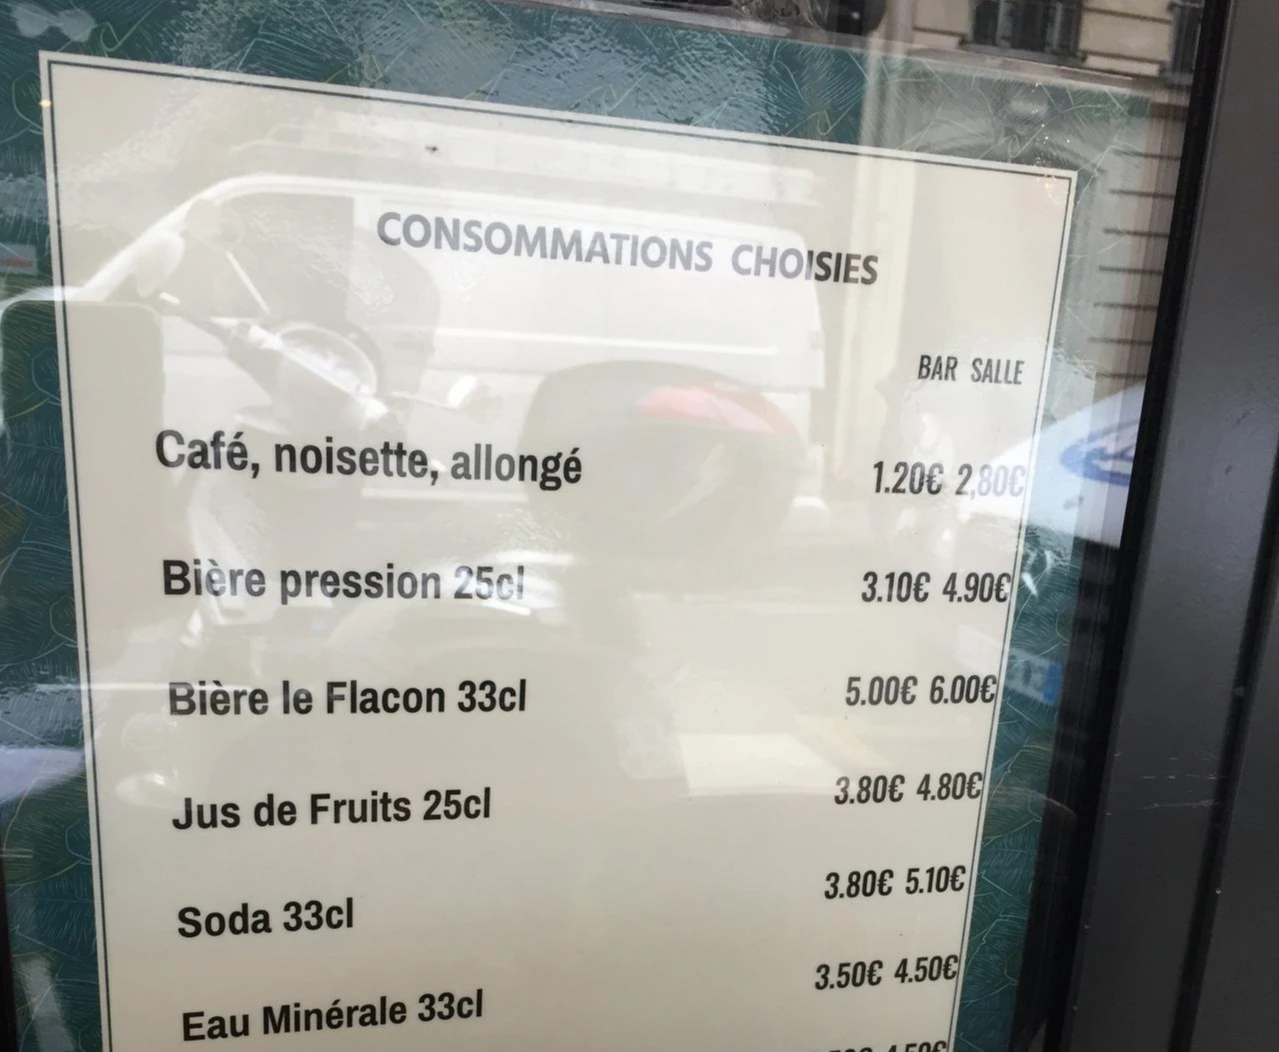 CONSOMMATIONS CHOISIES
BAR SALLE
Café, noisette, allongé 1.20€ 2,80€
Bière pression 25cl 3.10€ 4.90€
Bière le Flacon 33cl 5.00€ 6.00€
Jus de Fruits 25cl 3.80€ 4.80€
Soda 33cl 3.80€ 5.10€
Eau Minérale 33cl 3.50€ 4.50€
4.50€